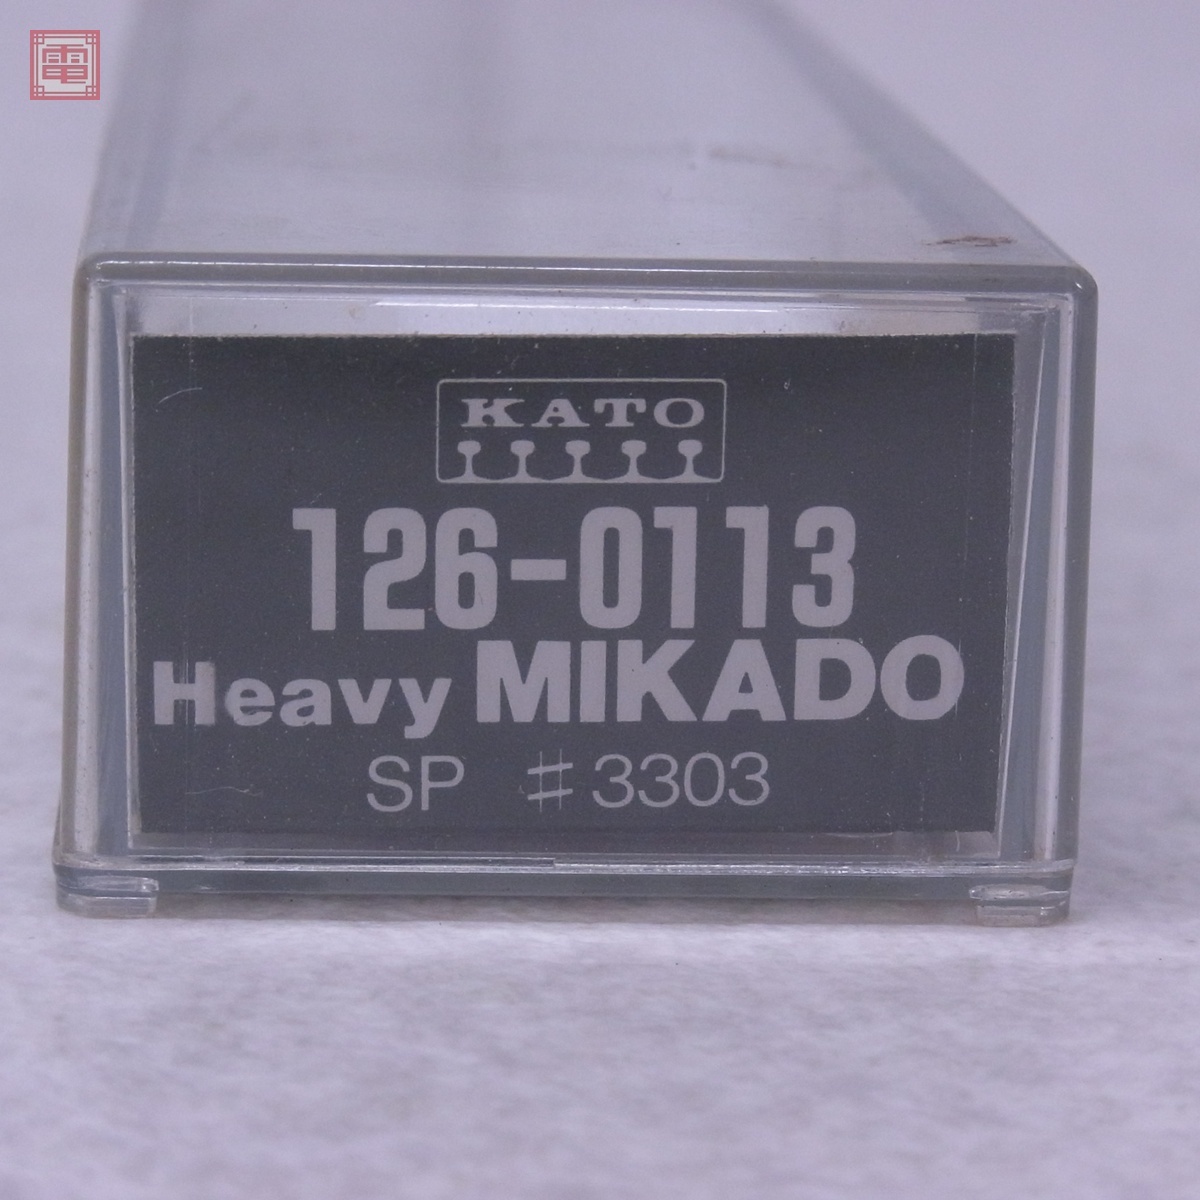 電
KATO
126-0113
Heavy MIKADO
SP #3303